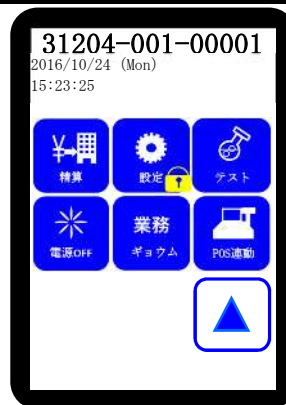 31204-001-00001
2016/10/24 (Mon)
15:23:25
精算
設定
テスト
電源OFF
業務
ギョウム
POS連動